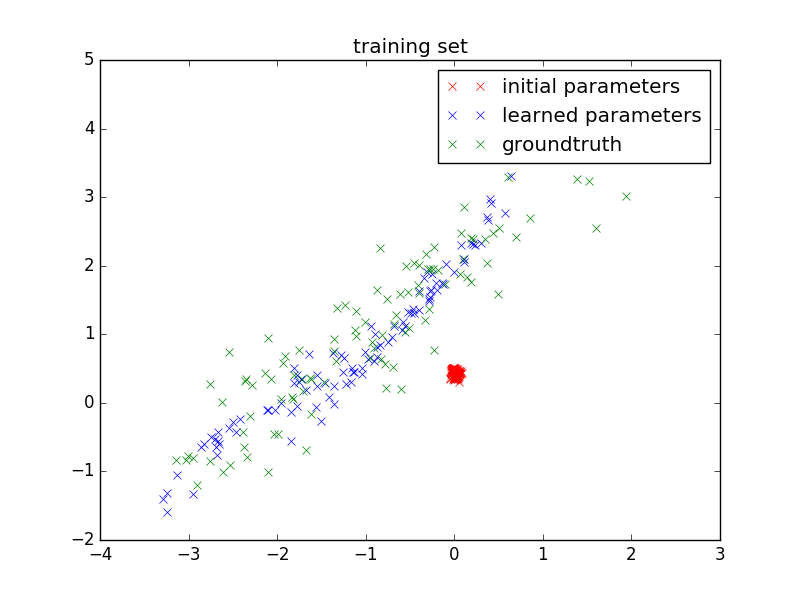 training set
initial parameters
learned parameters
groundtruth
5
4
3
2
1
0
−1
−2
−4 −3 −2 −1 0 1 2 3